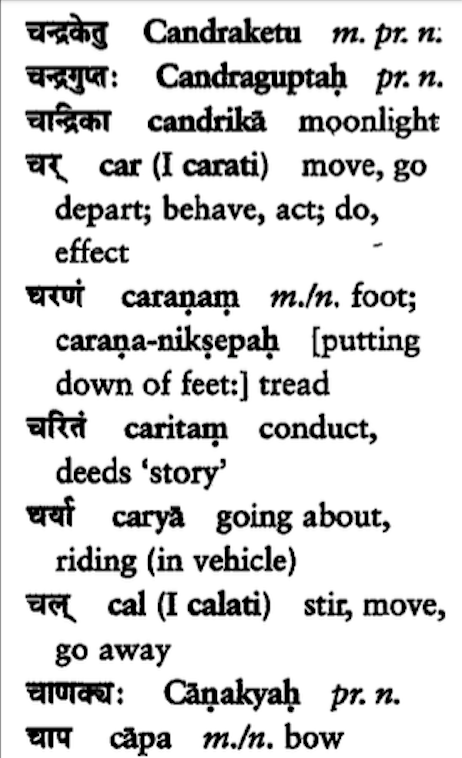 चन्द्रकेतु Candraketu m. pr. n.
चन्द्रगुप्तः Candraguptaḥ pr. n.
चन्द्रिका candrikā moonlight
चर् car (I carati) move, go
depart; behave, act; do,
effect
चरणं caraṇaṃ m./n. foot;
caraṇa-nikṣepaḥ [putting
down of feet:] tread
चरितं caritaṃ conduct,
deeds ‘story’
चर्या caryā going about,
riding (in vehicle)
चल् cal (I calati) stir, move,
go away
चाणक्यः Cāṇakyaḥ pr. n.
चाप cāpa m./n. bow